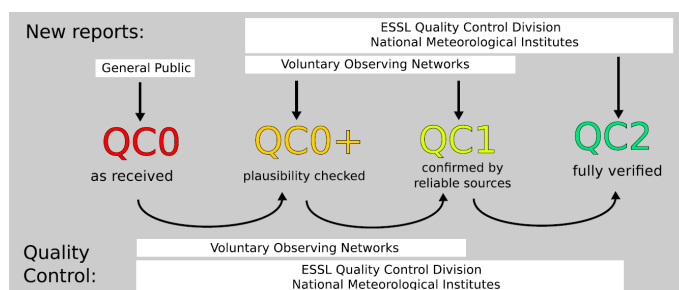 New reports:
ESSL Quality Control Division
National Meteorological Institutes
Voluntary Observing Networks
General Public
QC0
QC0+
QC1
QC2
as received
plausibility checked
confirmed by
reliable sources
fully verified
Quality
Control:
Voluntary Observing Networks
ESSL Quality Control Division
National Meteorological Institutes